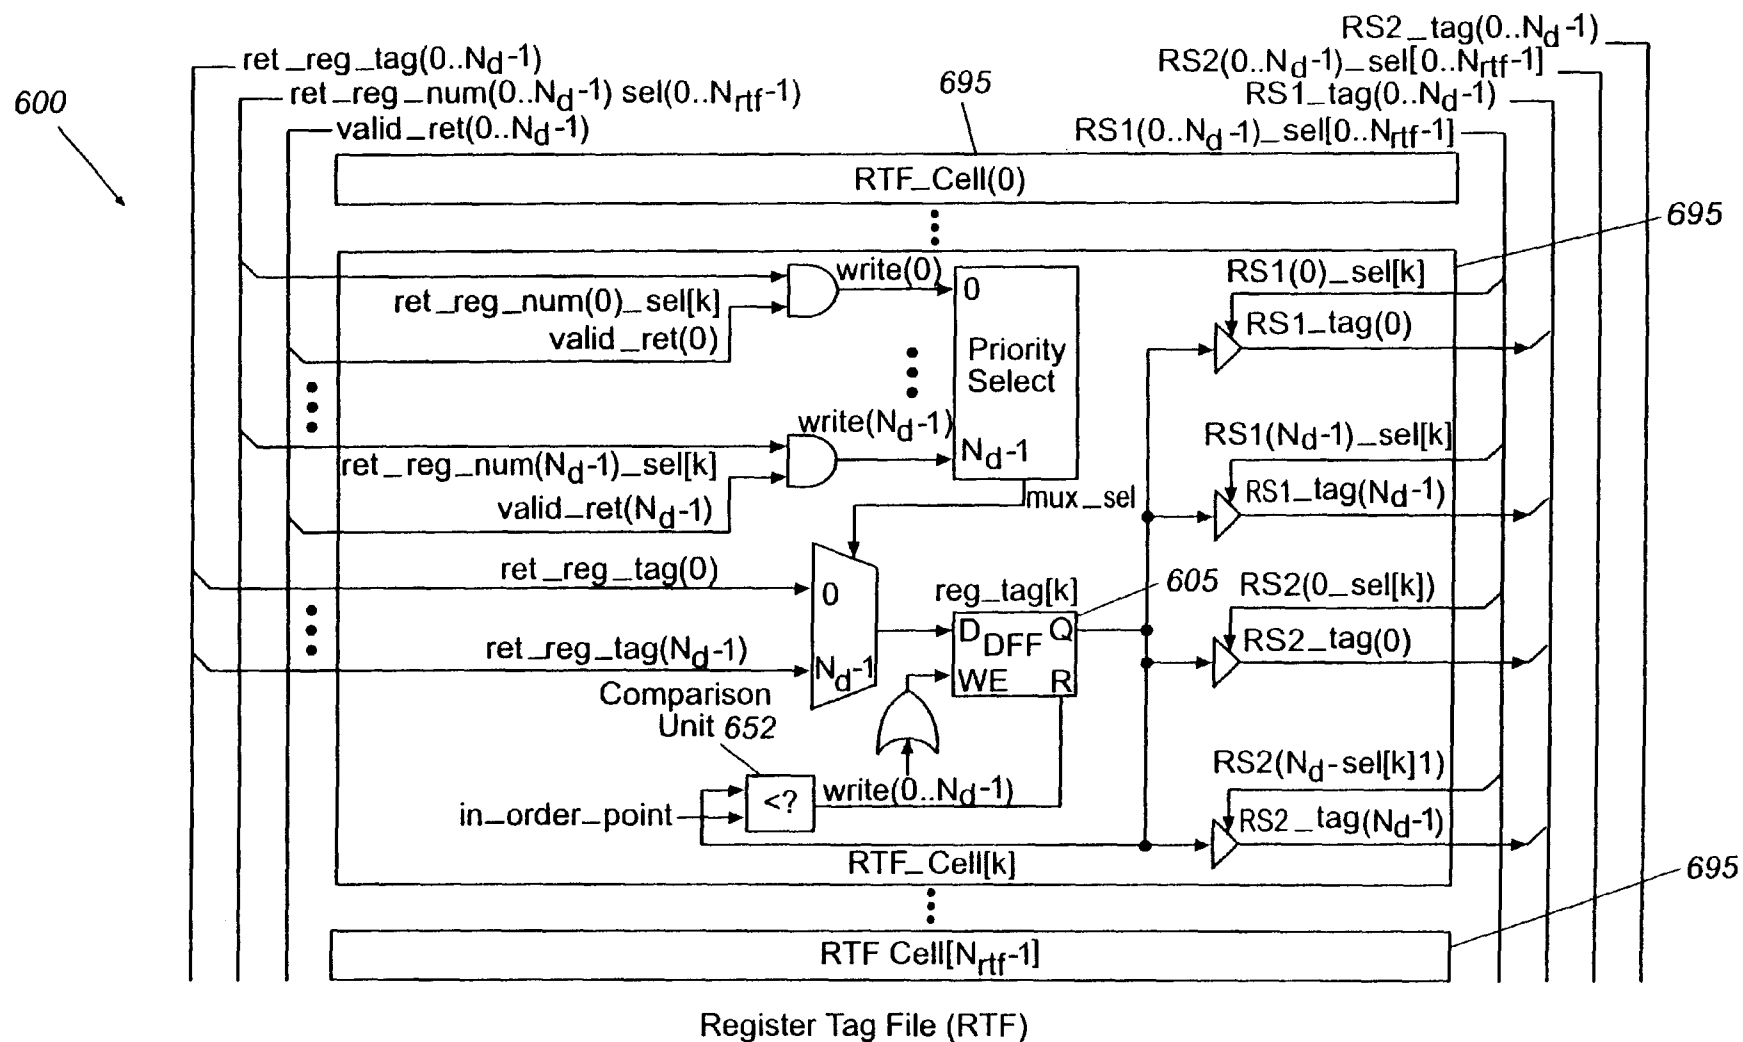 RS2_tag(0..Nd-1)
ret_reg_tag(0..Nd-1)
RS2(0..Nd-1)_sel[0..Nrtf-1]
600
ret_reg_num(0..Nd-1) sel(0..Nrtf-1)
695
RS1_tag(0..Nd-1)
valid_ret(0..Nd-1)
RS1(0..Nd-1)_sel[0..Nrtf-1]
RTF_Cell(0)
695
write(0)
RS1(0)_sel[k]
0
ret_reg_num(0)_sel[k]
RS1_tag(0)
valid_ret(0)
Priority
Select
write(Nd-1)
RS1(Nd-1)_sel[k]
Nd-1
ret_reg_num(Nd-1)_sel[k]
mux_sel
RS1_tag(Nd-1)
valid_ret(Nd-1)
ret_reg_tag(0)
0
reg_tag[k]
605
RS2(0_sel[k])
D DFF Q
RS2_tag(0)
ret_reg_tag(Nd-1)
Nd-1
WE R
Comparison
Unit 652
RS2(Nd-sel[k]1)
<?
write(0..Nd-1)
in_order_point
RS2_tag(Nd-1)
RTF_Cell[k]
695
RTF Cell[Nrtf-1]
Register Tag File (RTF)